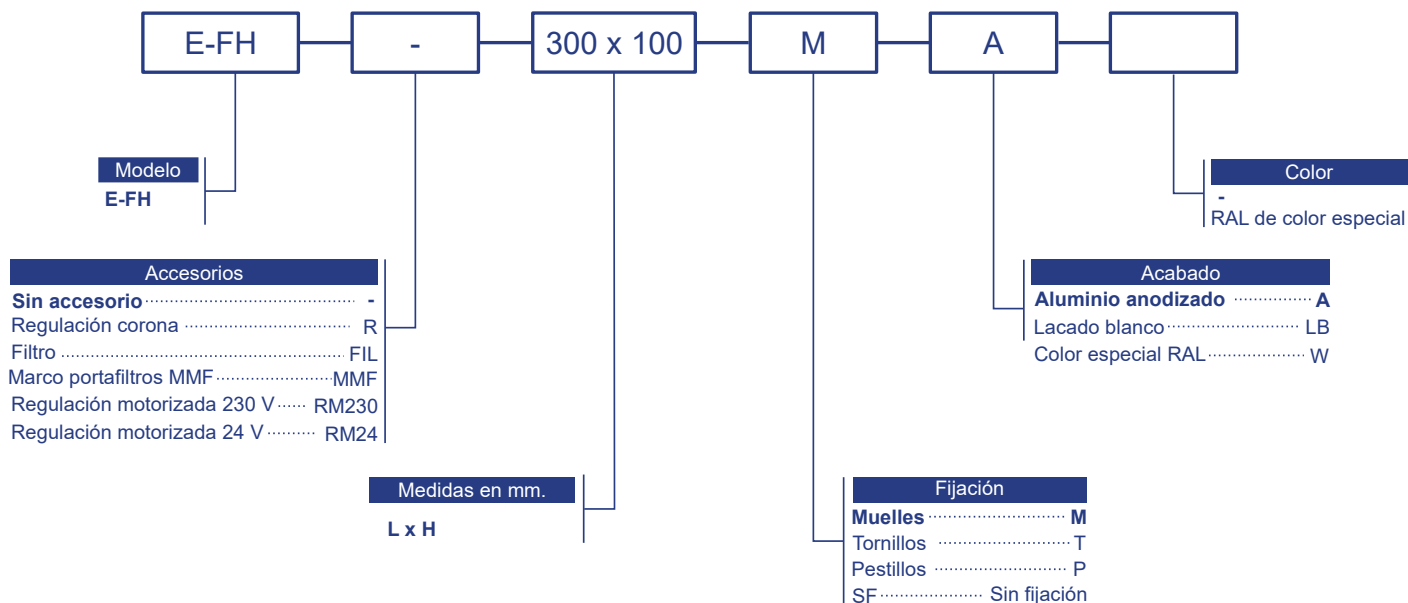 E-FH - 300 x 100 M A
Modelo
E-FH
Color
-
RAL de color especial
Accesorios
Sin accesorio -
Regulación corona R
Filtro FIL
Marco portafiltros MMF MMF
Regulación motorizada 230 V RM230
Regulación motorizada 24 V RM24
Acabado
Aluminio anodizado A
Lacado blanco LB
Color especial RAL W
Medidas en mm.
L x H
Fijación
Muelles M
Tornillos T
Pestillos P
SF Sin fijación